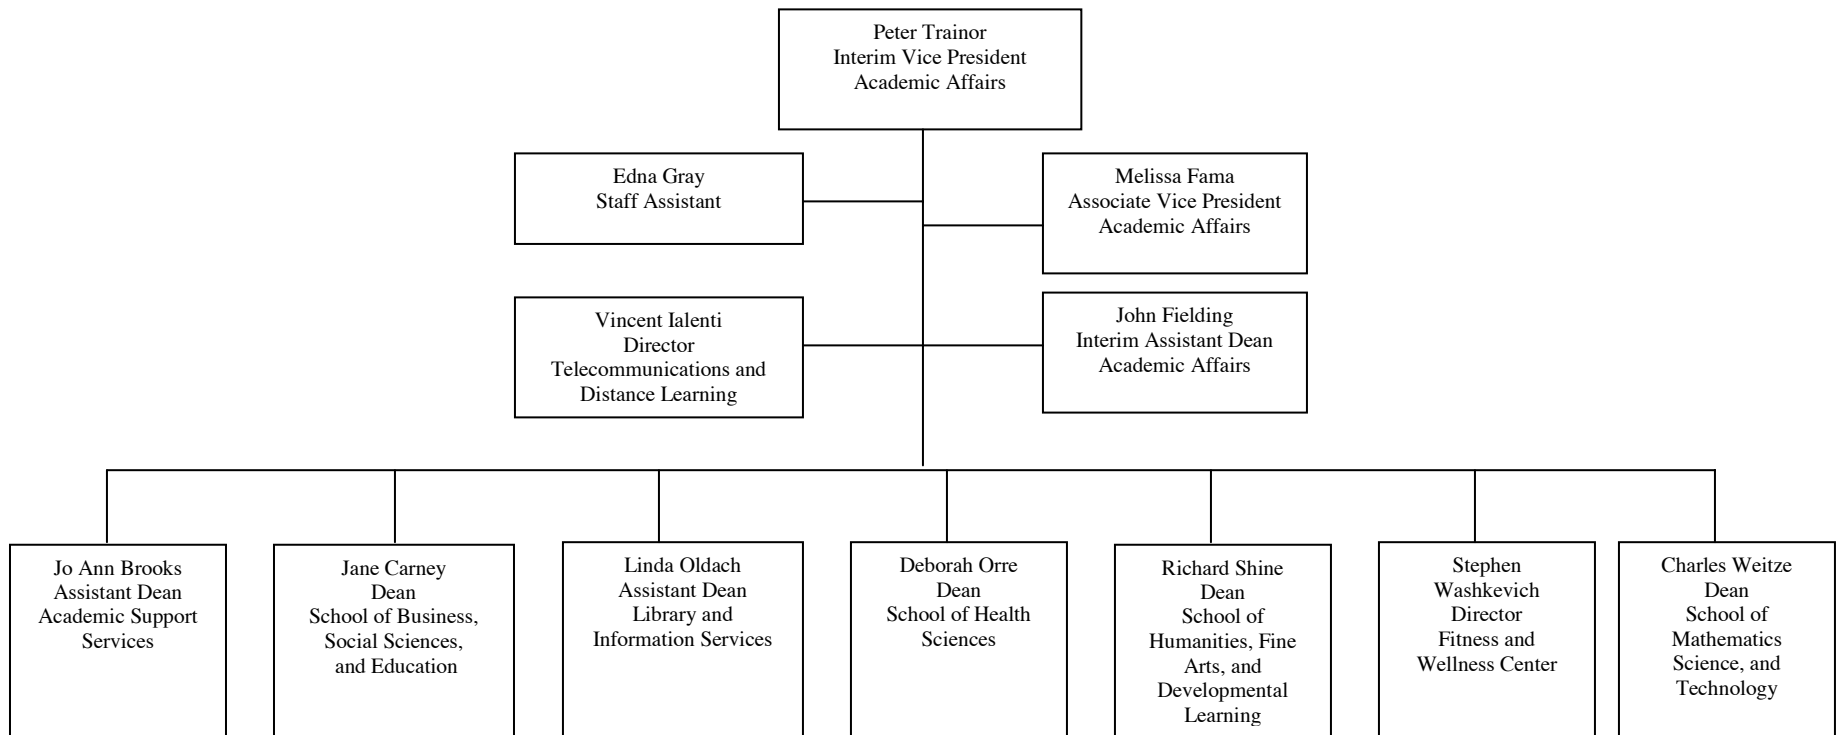 Peter Trainor
Interim Vice President
Academic Affairs
Edna Gray
Staff Assistant
Melissa Fama
Associate Vice President
Academic Affairs
Vincent Ialenti
Director
Telecommunications and
Distance Learning
John Fielding
Interim Assistant Dean
Academic Affairs
Jo Ann Brooks
Assistant Dean
Academic Support
Services
Jane Carney
Dean
School of Business,
Social Sciences,
and Education
Linda Oldach
Assistant Dean
Library and
Information Services
Deborah Orre
Dean
School of Health
Sciences
Richard Shine
Dean
School of
Humanities, Fine
Arts, and
Developmental
Learning
Stephen
Washkevich
Director
Fitness and
Wellness Center
Charles Weitze
Dean
School of
Mathematics
Science, and
Technology